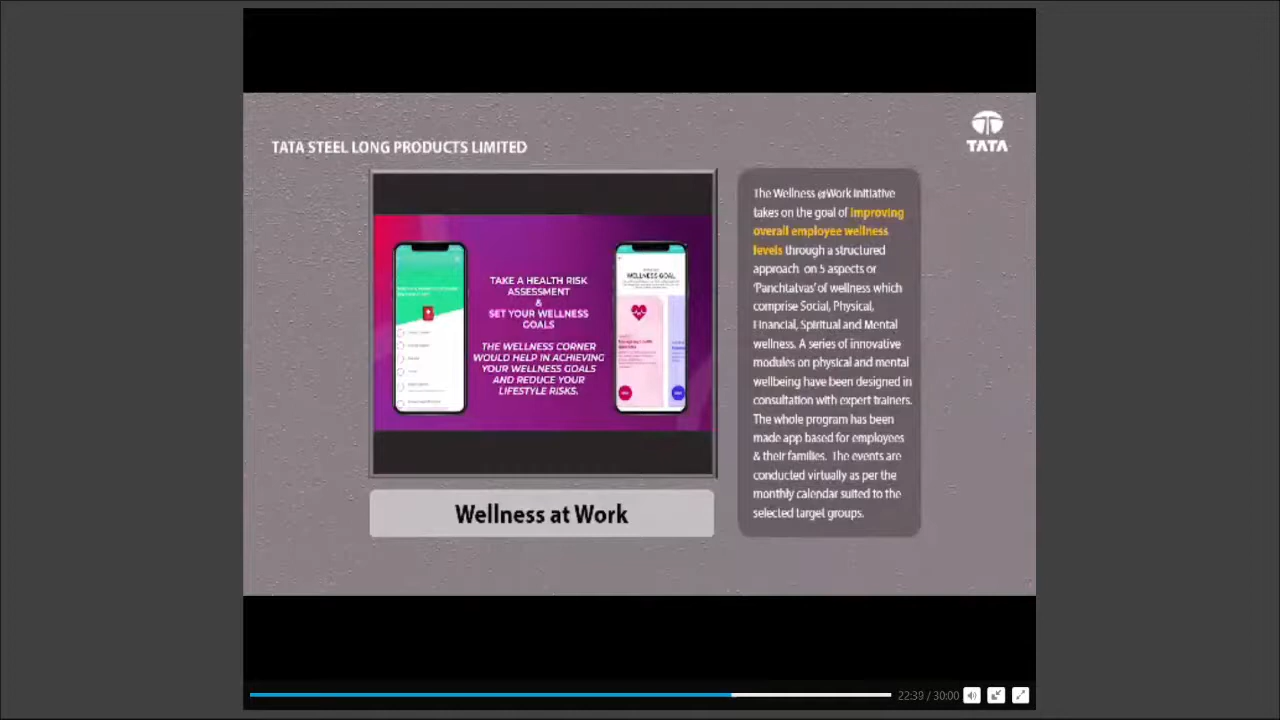 TATA STEEL LONG PRODUCTS LIMITED
TATA
TAKE A HEALTH RISK
ASSESSMENT
&
SET YOUR WELLNESS
GOALS
THE WELLNESS CORNER
WOULD HELP IN ACHIEVING
YOUR WELLNESS GOALS
AND REDUCE YOUR
LIFESTYLE RISKS.
WELLNESS GOAL
Wellness at Work
The Wellness @Work Initiative
takes on the goal of improving
overall employee wellness
levels through a structured
approach on 5 aspects or
'Panchtatvas' of wellness which
comprise Social, Physical,
Financial, Spiritual and Mental
wellness. A series of innovative
modules on physical and mental
wellbeing have been designed in
consultation with expert trainers.
The whole program has been
made app based for employees
& their families. The events are
conducted virtually as per the
monthly calendar suited to the
selected target groups.
22:39 / 30:00